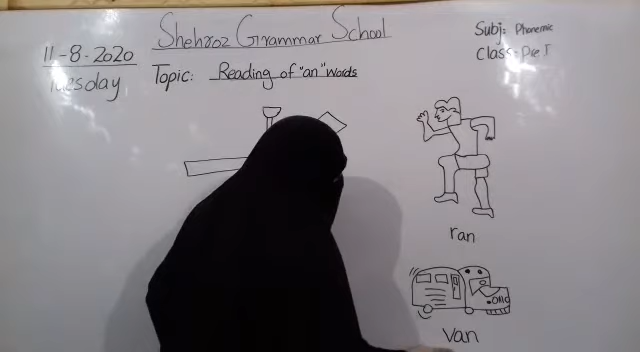 11-8-2020
Tuesday
Shehroz Grammar School
Topic: Reading of "an" words
Subj: Phonemic
Class: Pre I
ran
van